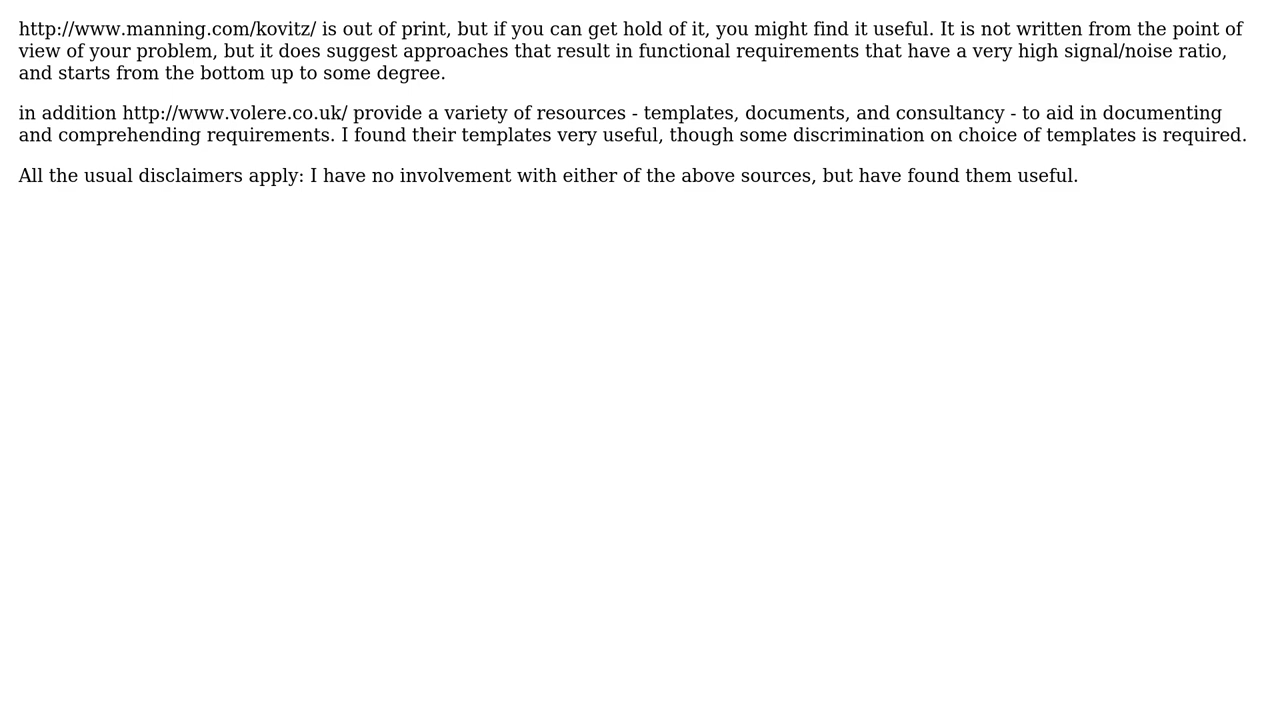 http://www.manning.com/kovitz/ is out of print, but if you can get hold of it, you might find it useful. It is not written from the point of
view of your problem, but it does suggest approaches that result in functional requirements that have a very high signal/noise ratio,
and starts from the bottom up to some degree.
in addition http://www.volere.co.uk/ provide a variety of resources - templates, documents, and consultancy - to aid in documenting
and comprehending requirements. I found their templates very useful, though some discrimination on choice of templates is required.
All the usual disclaimers apply: I have no involvement with either of the above sources, but have found them useful.